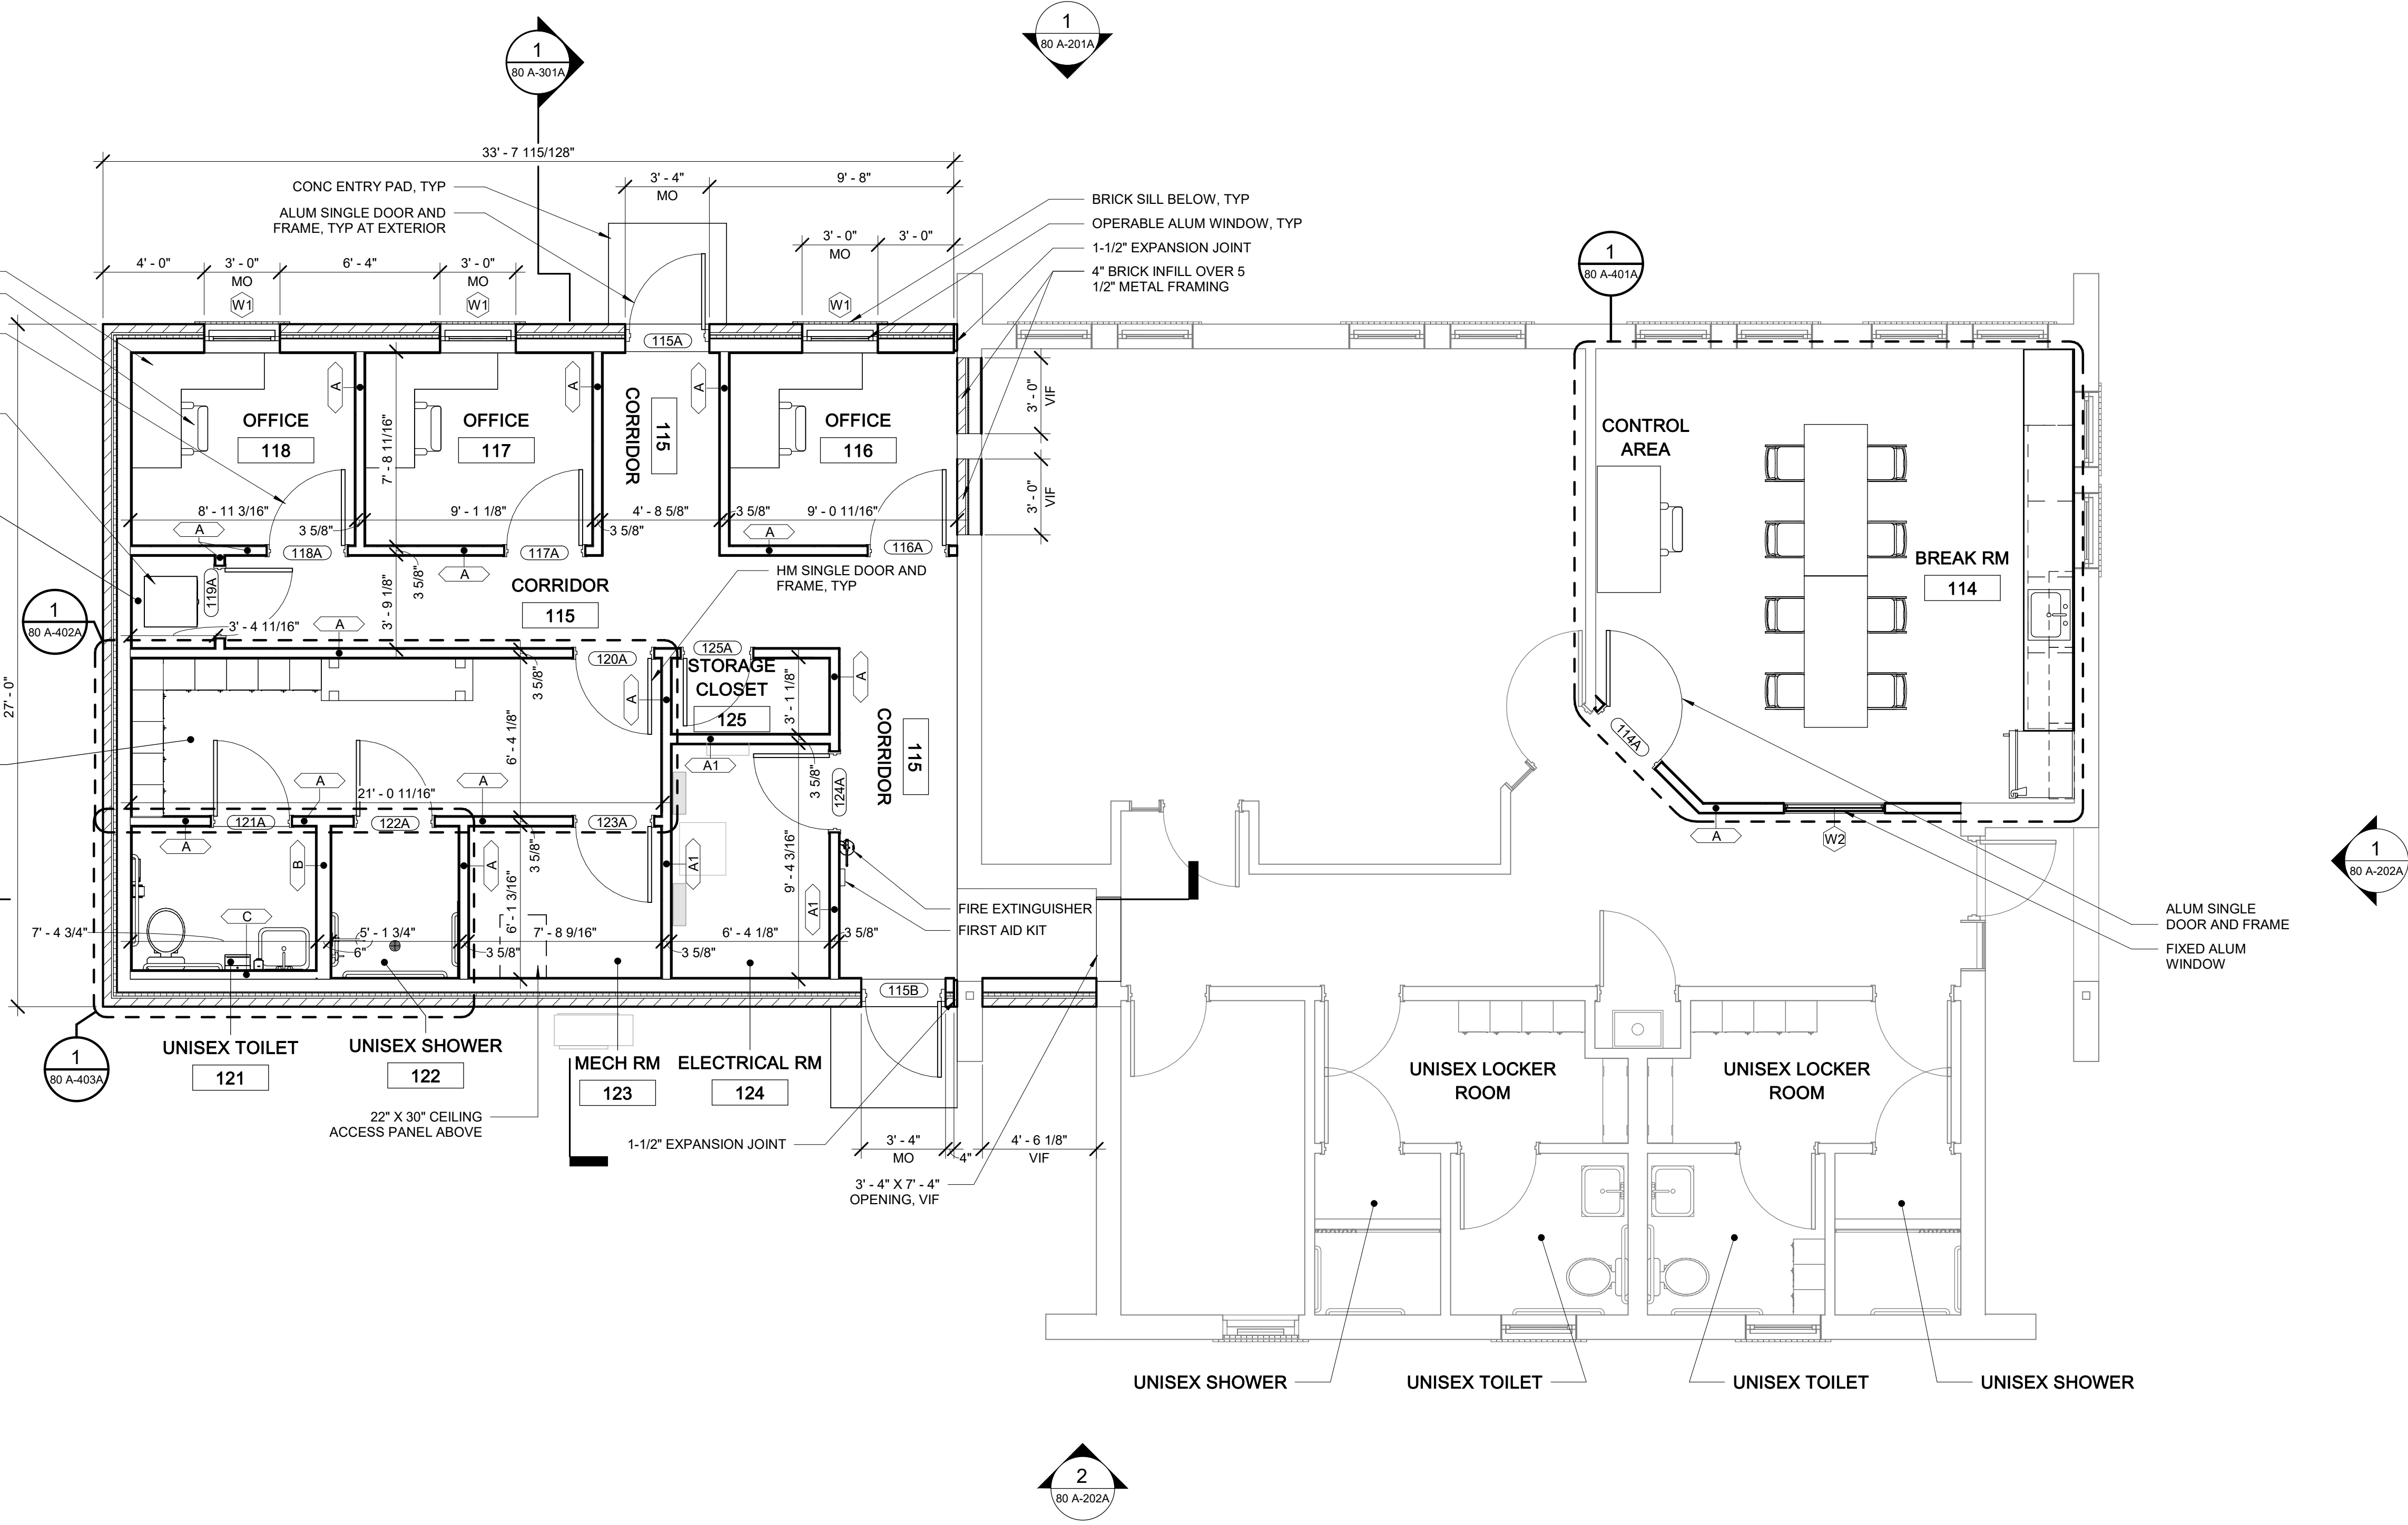 1
80 A-301A
1
80 A-201A
33' - 7 115/128"
CONC ENTRY PAD, TYP
3' - 4"
MO
9' - 8"
ALUM SINGLE DOOR AND
FRAME, TYP AT EXTERIOR
BRICK SILL BELOW, TYP
OPERABLE ALUM WINDOW, TYP
1-1/2" EXPANSION JOINT
4" BRICK INFILL OVER 5
1/2" METAL FRAMING
4' - 0"
3' - 0"
MO
6' - 4"
3' - 0"
MO
3' - 0"
MO
3' - 0"
W1
W1
W1
1
80 A-401A
115A
3' - 0"
VIF
3' - 0"
VIF
A
A
A
OFFICE
118
OFFICE
117
CORRIDOR
115
OFFICE
116
7' - 8 11/16"
CONTROL
AREA
BREAK RM
114
8' - 11 3/16"
3 5/8"
9' - 1 1/8"
3 5/8"
4' - 8 5/8"
3 5/8"
9' - 0 11/16"
A
A
A
118A
117A
116A
3 5/8"
3' - 9 1/8"
119A
CORRIDOR
115
HM SINGLE DOOR AND
FRAME, TYP
1
80 A-402A
3' - 4 11/16"
A
120A
125A
STORAGE
CLOSET
125
3' - 1 1/8"
A
A
3 5/8"
6' - 4 1/8"
CORRIDOR
115
27' - 0"
114A
A1
3 5/8"
124A
A
A
21' - 0 11/16"
121A
122A
123A
A
B
A
3 5/8"
A1
9' - 4 3/16"
A1
A
W2
1
80 A-202A
C
6' - 1 3/16"
FIRE EXTINGUISHER
FIRST AID KIT
ALUM SINGLE
DOOR AND FRAME
FIXED ALUM
WINDOW
7' - 4 3/4"
6"
5' - 1 3/4"
3 5/8"
7' - 8 9/16"
3 5/8"
6' - 4 1/8"
3 5/8"
115B
1
80 A-403A
UNISEX TOILET
121
UNISEX SHOWER
122
MECH RM
123
ELECTRICAL RM
124
UNISEX LOCKER
ROOM
UNISEX LOCKER
ROOM
22" X 30" CEILING
ACCESS PANEL ABOVE
1-1/2" EXPANSION JOINT
3' - 4"
MO
4"
4' - 6 1/8"
VIF
3' - 4" X 7' - 4"
OPENING, VIF
UNISEX SHOWER
UNISEX TOILET
UNISEX TOILET
UNISEX SHOWER
2
80 A-202A